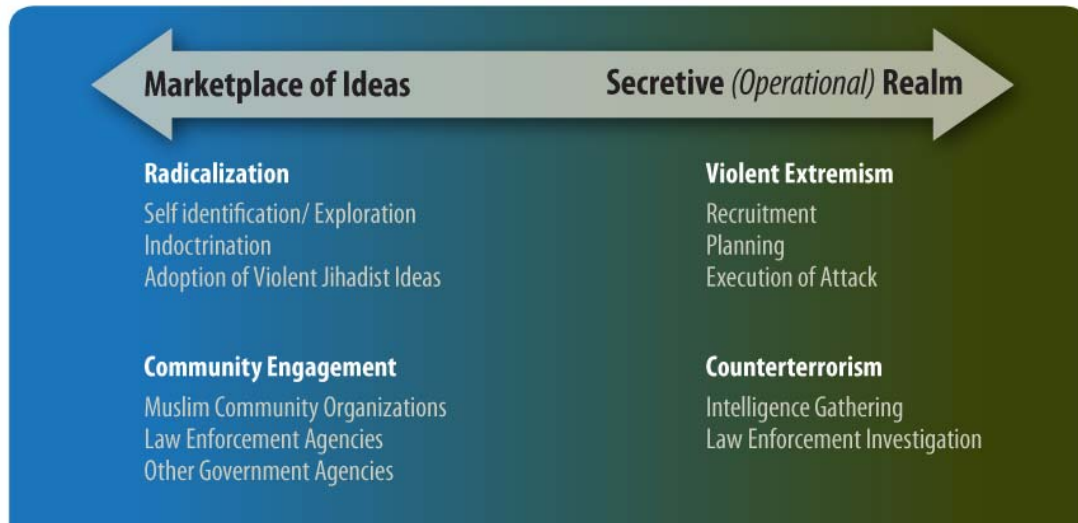 Marketplace of Ideas
Secretive (Operational) Realm
Radicalization
Self identification/ Exploration
Indoctrination
Adoption of Violent Jihadist Ideas
Violent Extremism
Recruitment
Planning
Execution of Attack
Community Engagement
Muslim Community Organizations
Law Enforcement Agencies
Other Government Agencies
Counterterrorism
Intelligence Gathering
Law Enforcement Investigation